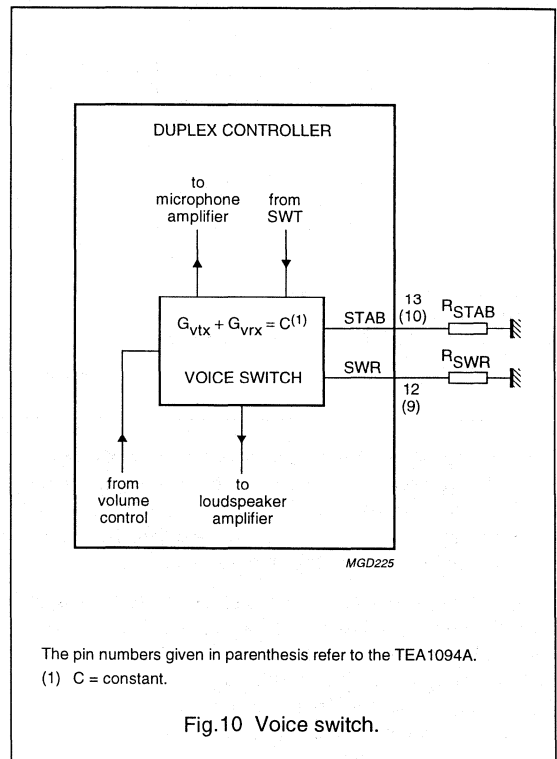 DUPLEX CONTROLLER
to
microphone
amplifier
from
SWT
Gvtx + Gvrx = C(1)
VOICE SWITCH
STAB
13
(10)
RSTAB
SWR
12
(9)
RSWR
from
volume
control
to
loudspeaker
amplifier
MGD225
The pin numbers given in parenthesis refer to the TEA1094A.
(1) C = constant.
Fig.10 Voice switch.